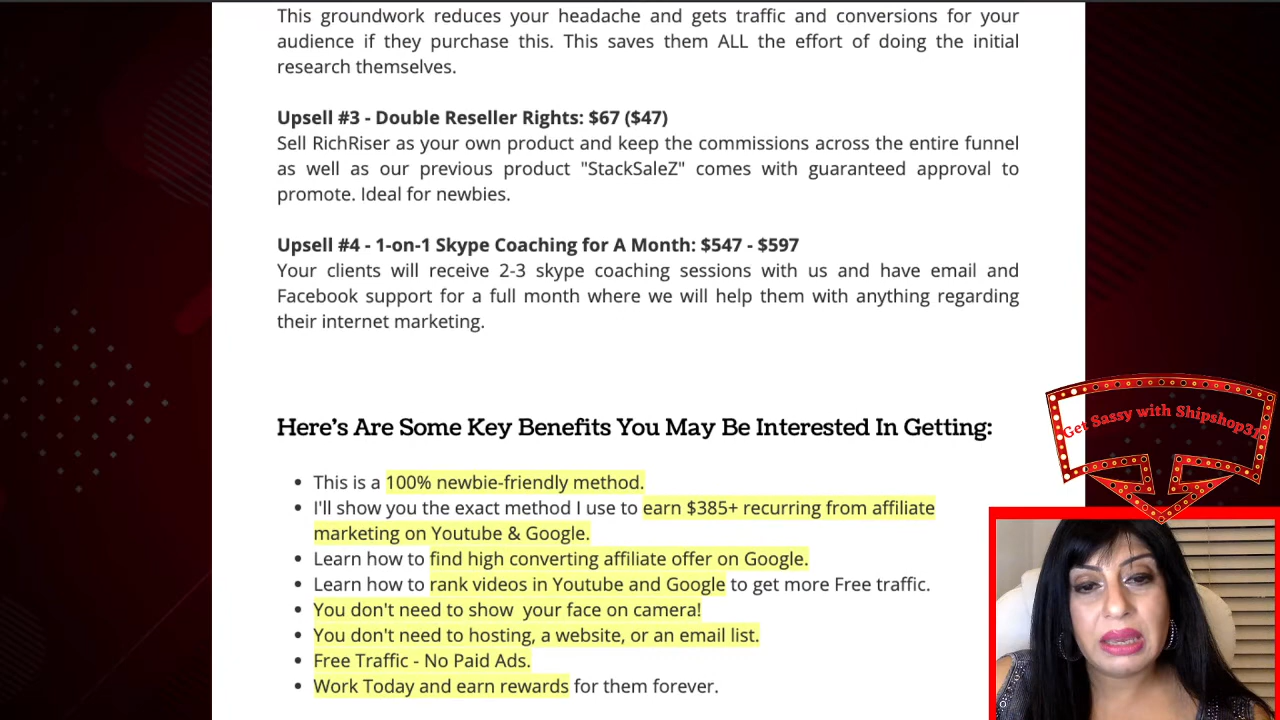 This groundwork reduces your headache and gets traffic and conversions for your
audience if they purchase this. This saves them ALL the effort of doing the initial
research themselves.
Upsell #3 - Double Reseller Rights: $67 ($47)
Sell RichRiser as your own product and keep the commissions across the entire funnel
as well as our previous product "StackSaleZ" comes with guaranteed approval to
promote. Ideal for newbies.
Upsell #4 - 1-on-1 Skype Coaching for A Month: $547 - $597
Your clients will receive 2-3 skype coaching sessions with us and have email and
Facebook support for a full month where we will help them with anything regarding
their internet marketing.
Here's Are Some Key Benefits You May Be Interested In Getting:
This is a 100% newbie-friendly method.
I'll show you the exact method I use to earn $385+ recurring from affiliate
marketing on Youtube & Google.
Learn how to find high converting affiliate offer on Google.
Learn how to rank videos in Youtube and Google to get more Free traffic.
You don't need to show  your face on camera!
You don't need to hosting, a website, or an email list.
Free Traffic - No Paid Ads.
Work Today and earn rewards for them forever.
Get Sassy with Shipshop31